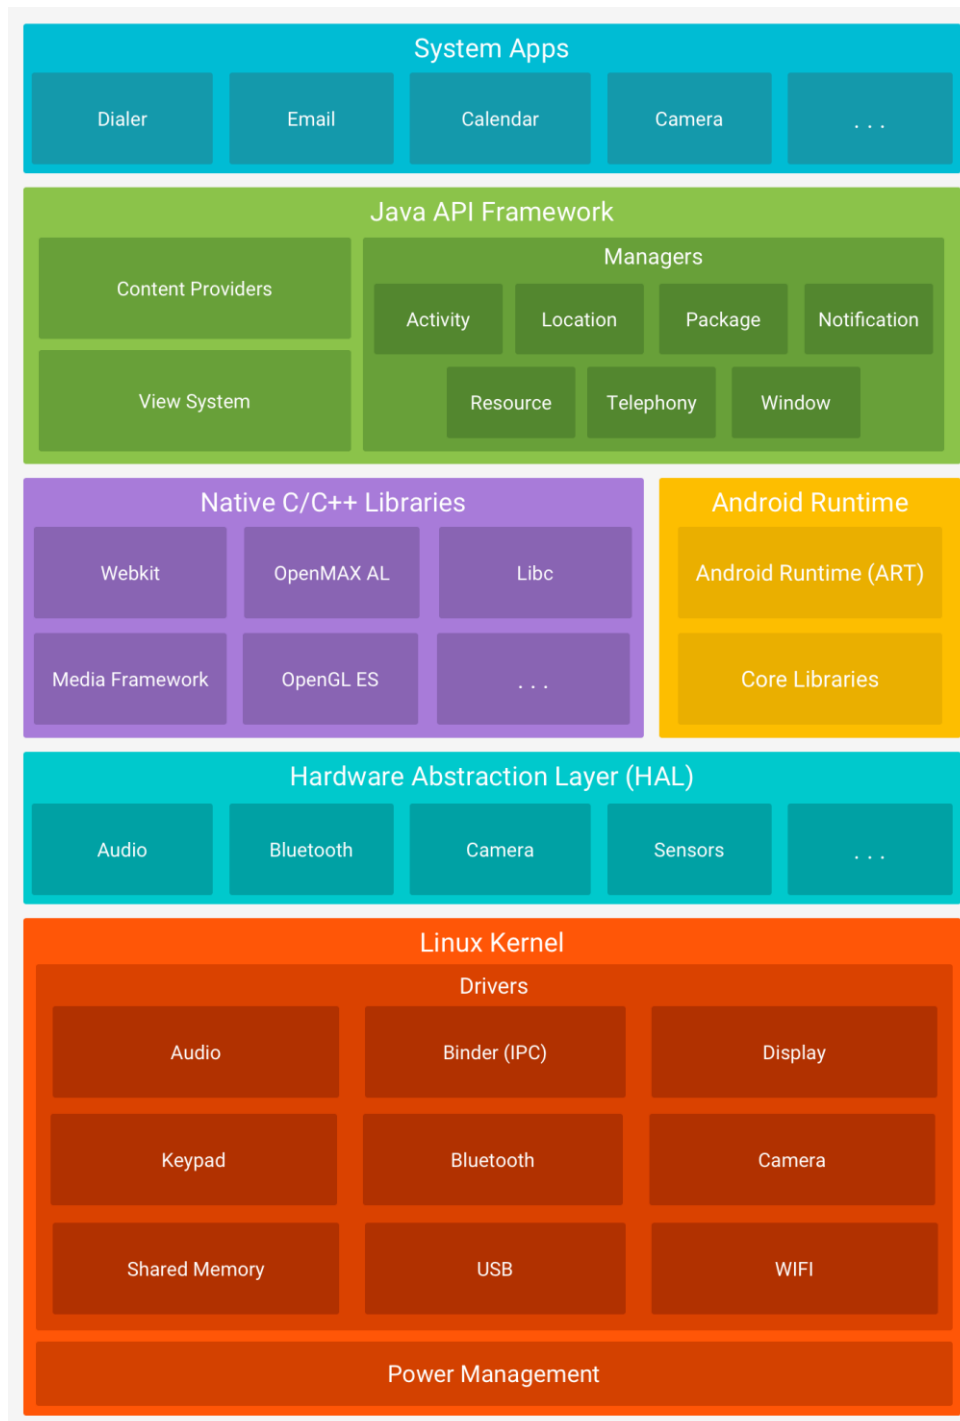 System Apps
Dialer
Email
Calendar
Camera
. . .
Java API Framework
Content Providers
View System
Managers
Activity
Location
Package
Notification
Resource
Telephony
Window
Native C/C++ Libraries
Webkit
OpenMAX AL
Libc
Media Framework
OpenGL ES
. . .
Android Runtime
Android Runtime (ART)
Core Libraries
Hardware Abstraction Layer (HAL)
Audio
Bluetooth
Camera
Sensors
. . .
Linux Kernel
Drivers
Audio
Binder (IPC)
Display
Keypad
Bluetooth
Camera
Shared Memory
USB
WIFI
Power Management